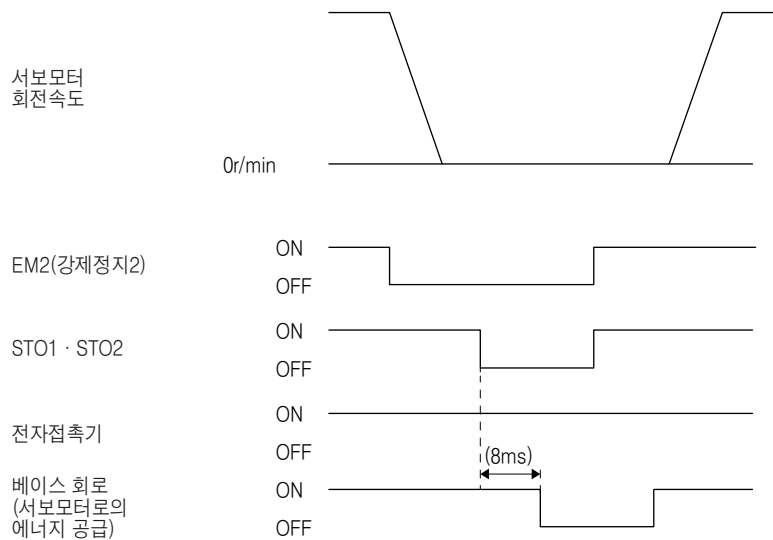 서보모터
회전속도
0r/min
EM2(강제정지2)
ON
OFF
STO1 · STO2
ON
OFF
전자접촉기
ON
OFF
(8ms)
베이스 회로
(서보모터로의
에너지 공급)
ON
OFF